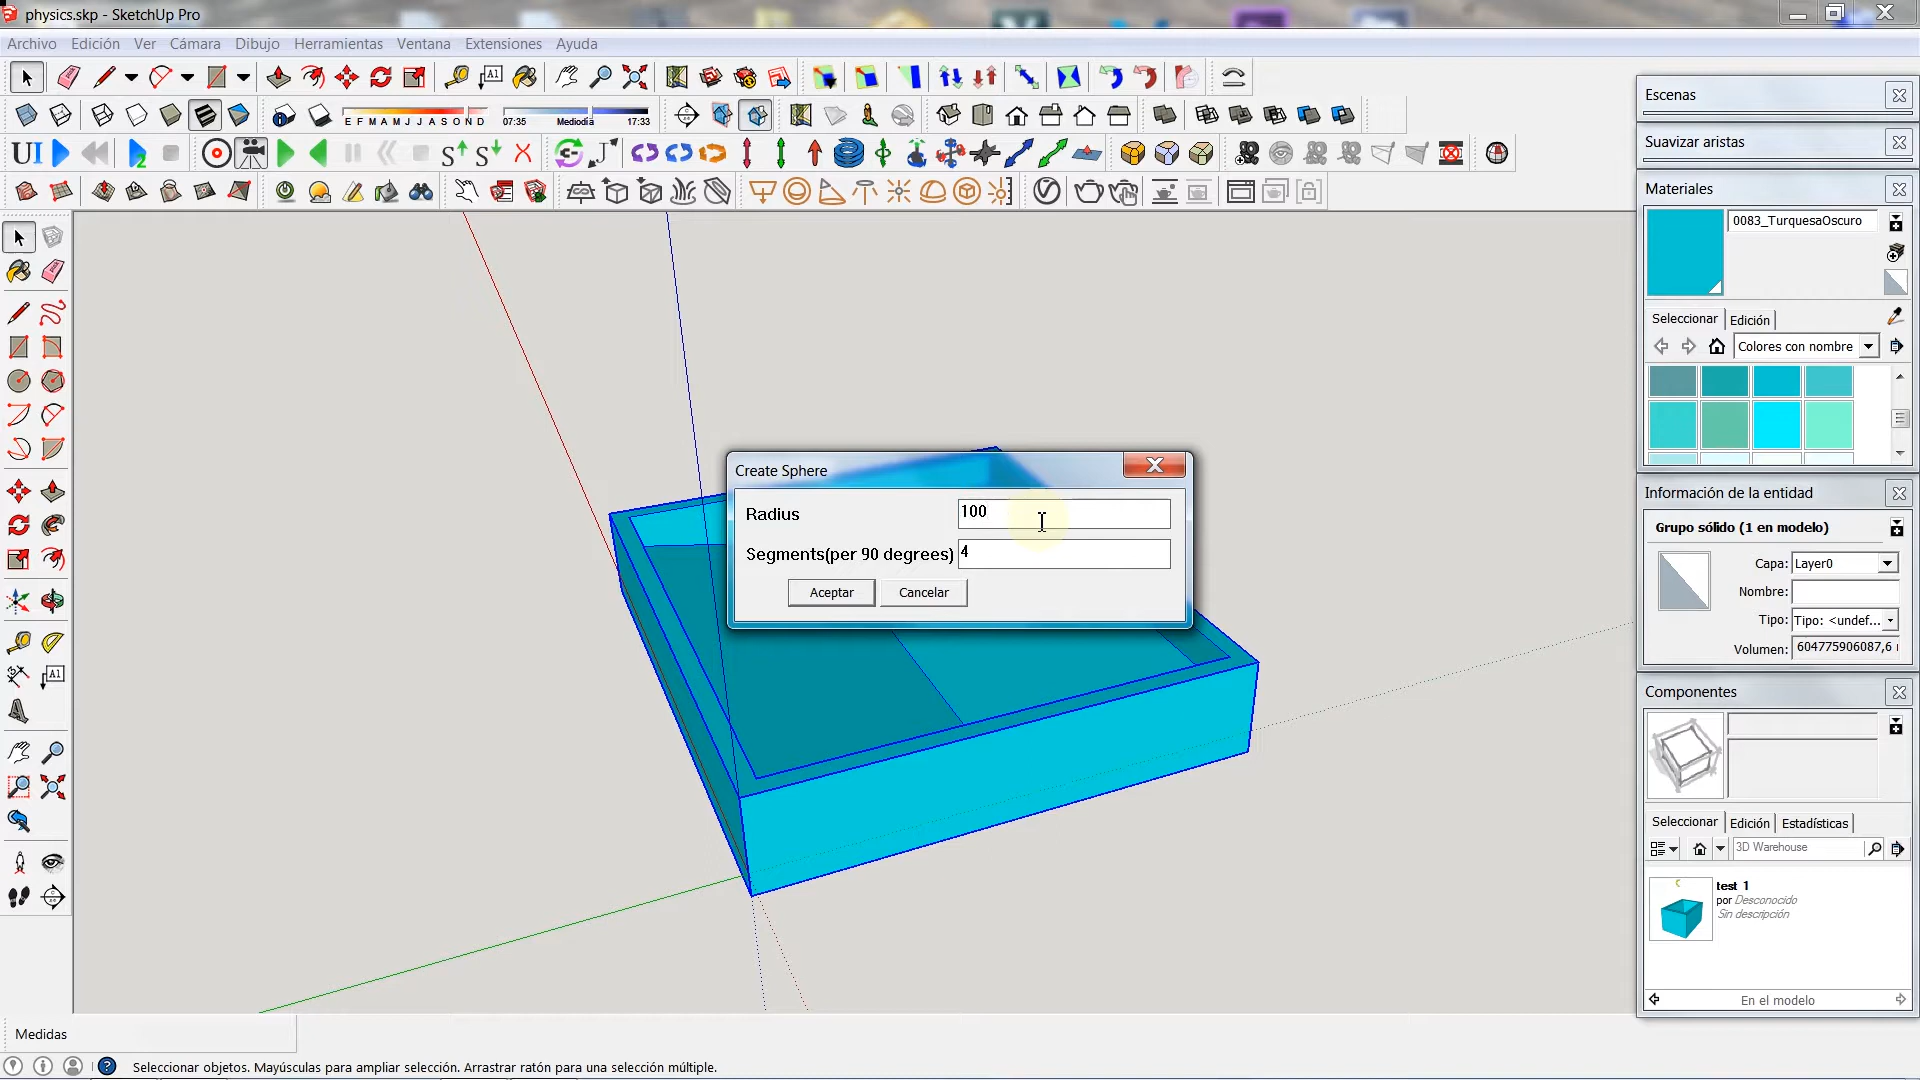 physics.skp - SketchUp Pro
Archivo Edición Ver Cámara Dibujo Herramientas Ventana Extensiones Ayuda
A1
E F M A M J J A S O N D 07:35 Mediodía 17:33
UI 2 S S
Escenas
Suavizar aristas
Materiales
0083_TurquesaOscuro
Seleccionar Edición
Colores con nombre
Create Sphere
Radius 100
Segments(per 90 degrees) 4
Aceptar Cancelar
Información de la entidad
Grupo sólido (1 en modelo)
Capa: Layer0
Nombre:
Tipo: Tipo: <undef...
Volumen: 604775906087,6
A1
Componentes
Seleccionar Edición Estadísticas
3D Warehouse
test 1
por Desconocido
Sin descripción
En el modelo
Medidas
Seleccionar objetos. Mayúsculas para ampliar selección. Arrastrar ratón para una selección múltiple.